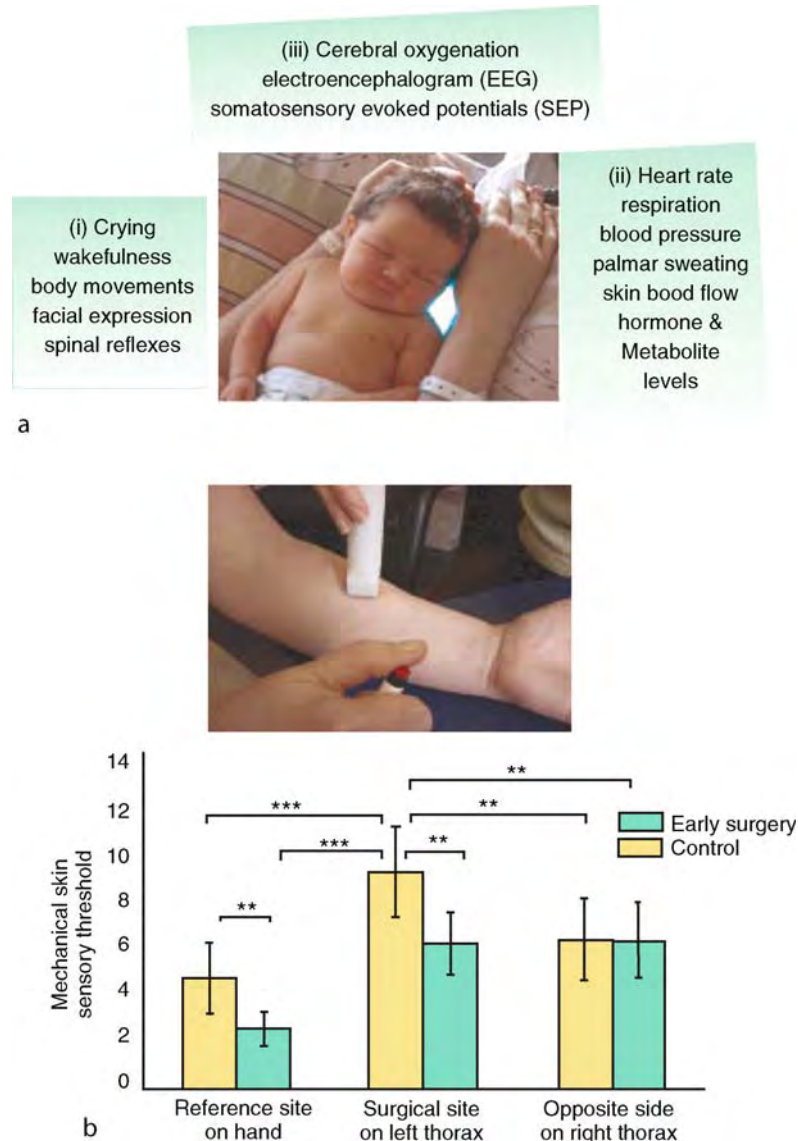 (iii) Cerebral oxygenation
electroencephalogram (EEG)
somatosensory evoked potentials (SEP)
(i) Crying
wakefulness
body movements
facial expression
spinal reflexes
(ii) Heart rate
respiration
blood pressure
palmar sweating
skin bood flow
hormone &
Metabolite
levels
a
Mechanical skin
sensory threshold
14
12
10
8
6
4
2
0
***
***
**
**
**
**
Early surgery
Control
Reference site
on hand
Surgical site
on left thorax
Opposite side
on right thorax
b